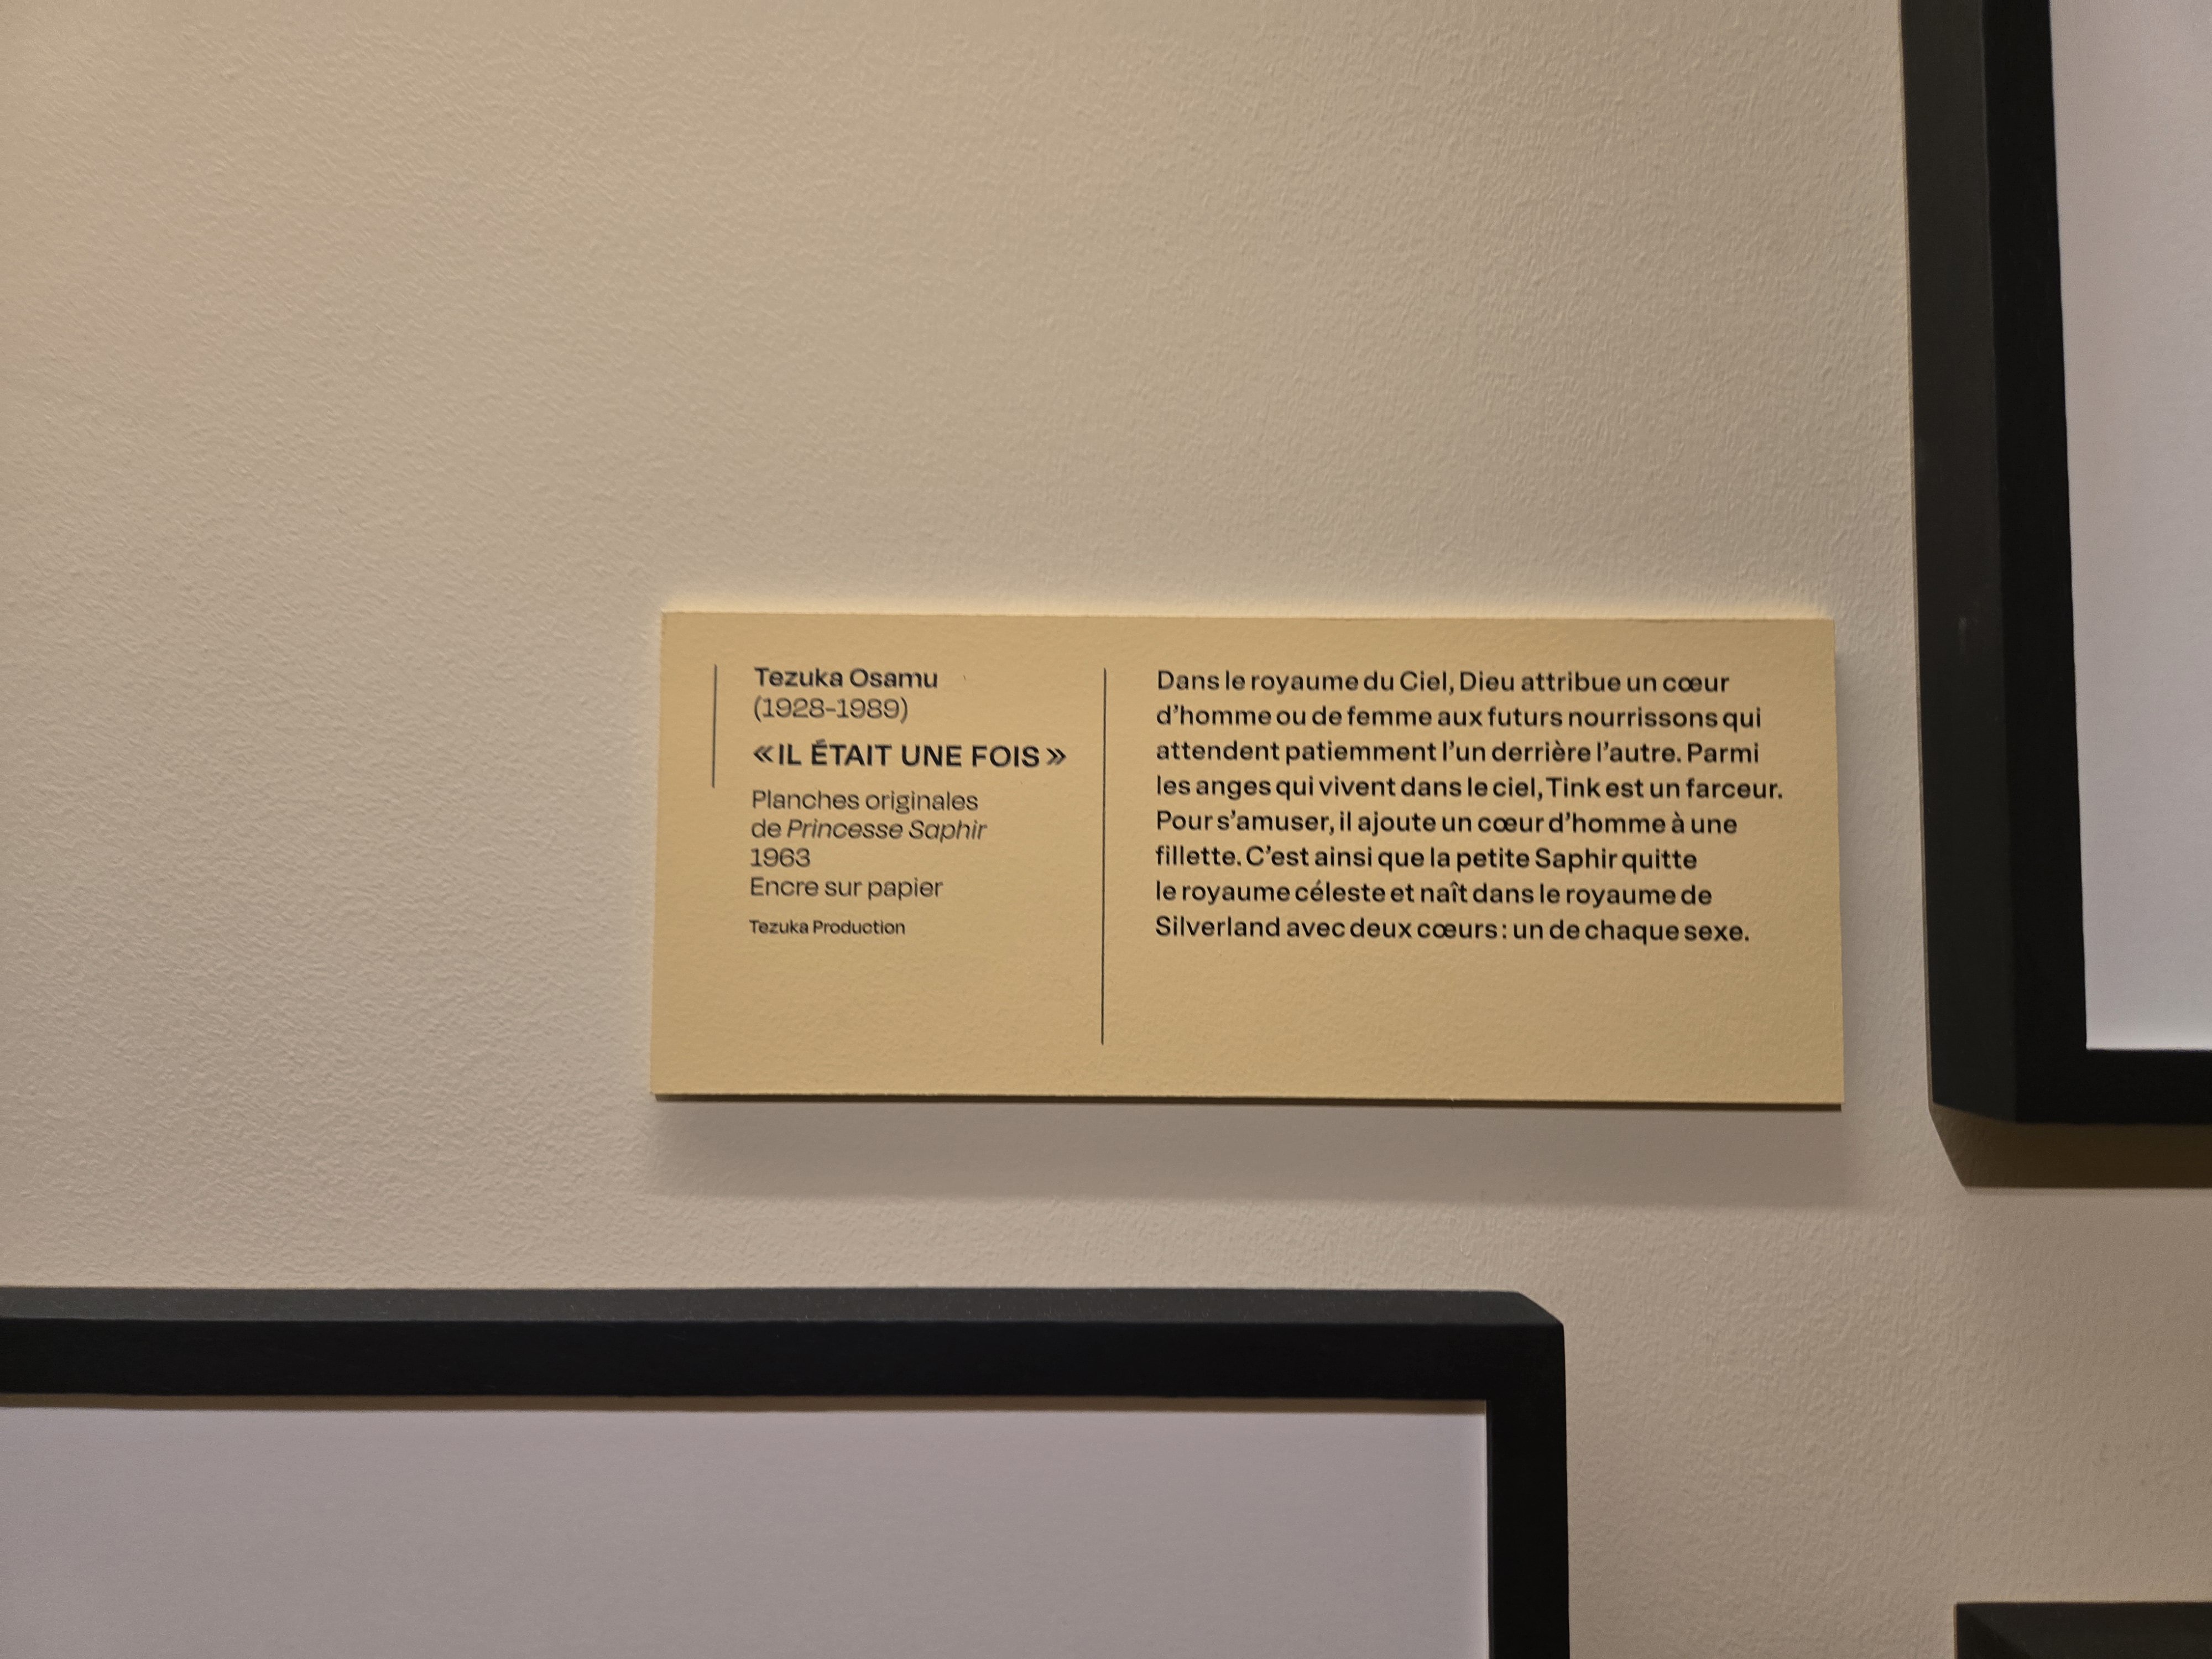 Tezuka Osamu
(1928-1989)
«IL ÉTAIT UNE FOIS»
Planches originales
de Princesse Saphir
1963
Encre sur papier
Tezuka Production
Dans le royaume du Ciel, Dieu attribue un cœur
d'homme ou de femme aux futurs nourrissons qui
attendent patiemment l'un derrière l'autre. Parmi
les anges qui vivent dans le ciel, Tink est un farceur.
Pour s'amuser, il ajoute un cœur d'homme à une
fillette. C'est ainsi que la petite Saphir quitte
le royaume céleste et naît dans le royaume de
Silverland avec deux cœurs : un de chaque sexe.